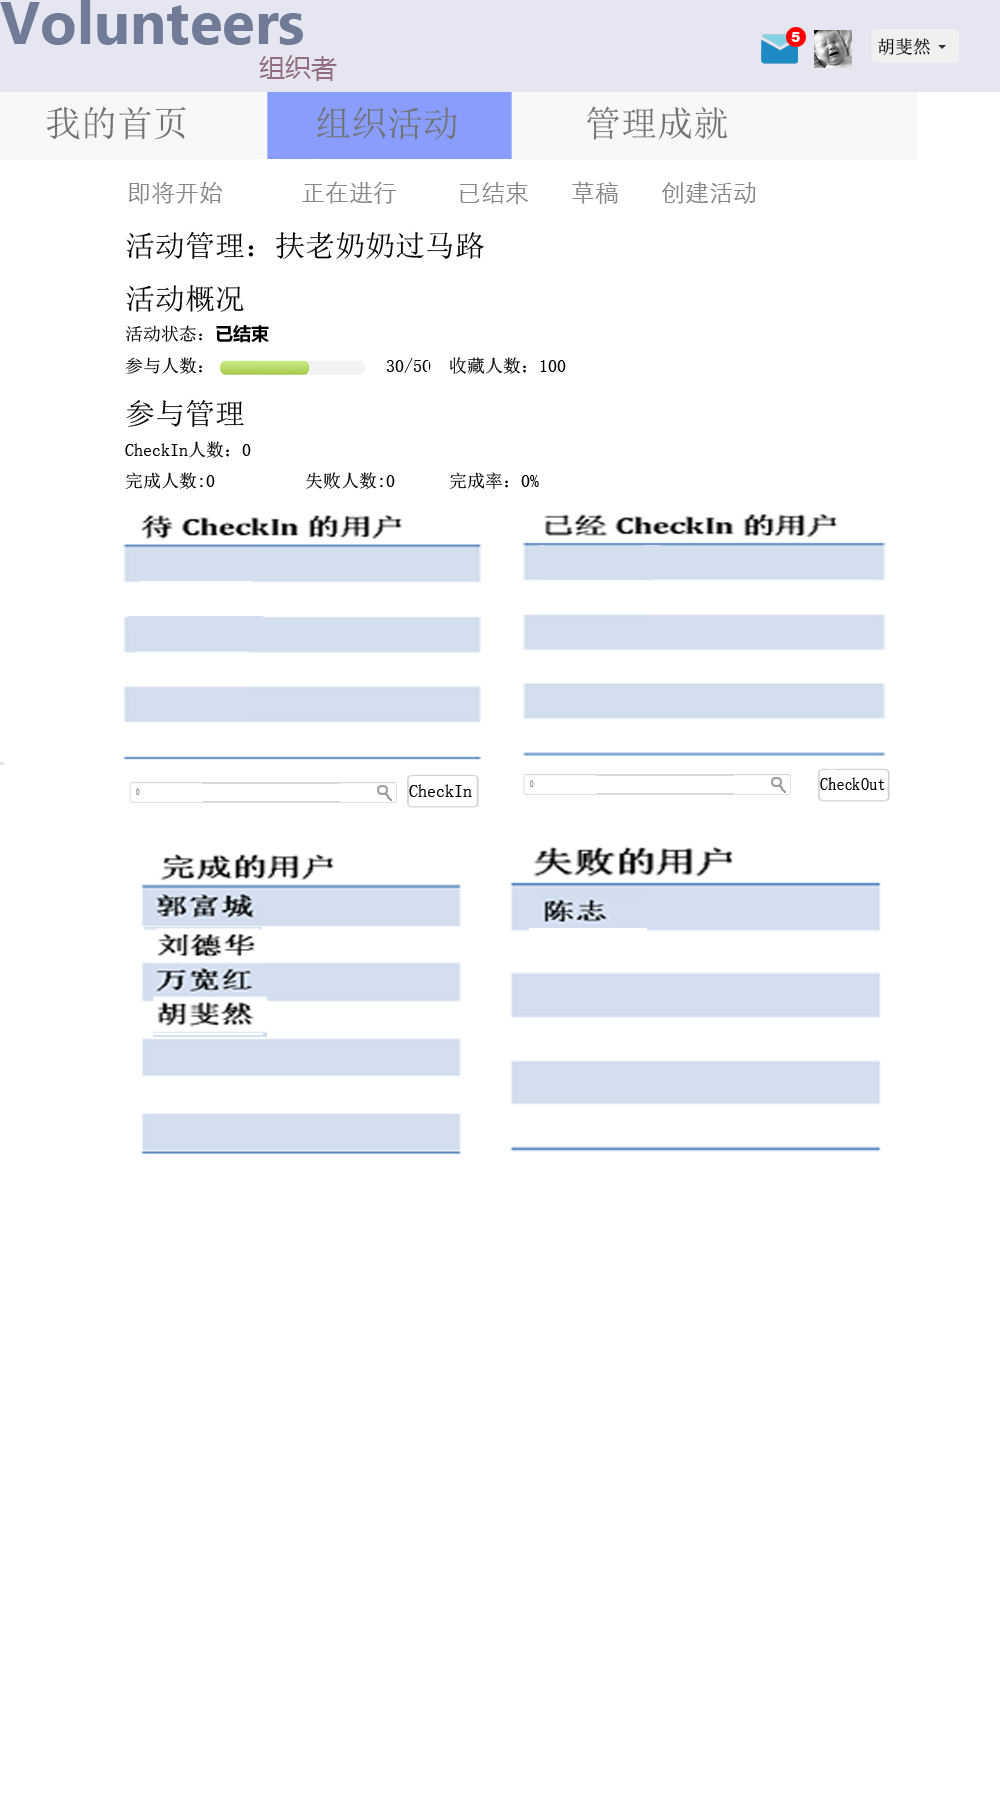 Volunteers
组织者
5
胡斐然
我的首页 组织活动 管理成就
即将开始 正在进行 已结束 草稿 创建活动
活动管理：扶老奶奶过马路
活动概况
活动状态：已结束
参与人数： 30/50 收藏人数：100
参与管理
CheckIn人数：0
完成人数:0 失败人数:0 完成率：0%
待 CheckIn 的用户
已经 CheckIn 的用户
0
CheckIn
0
CheckOut
完成的用户
郭富城
刘德华
万宽红
胡斐然
失败的用户
陈志